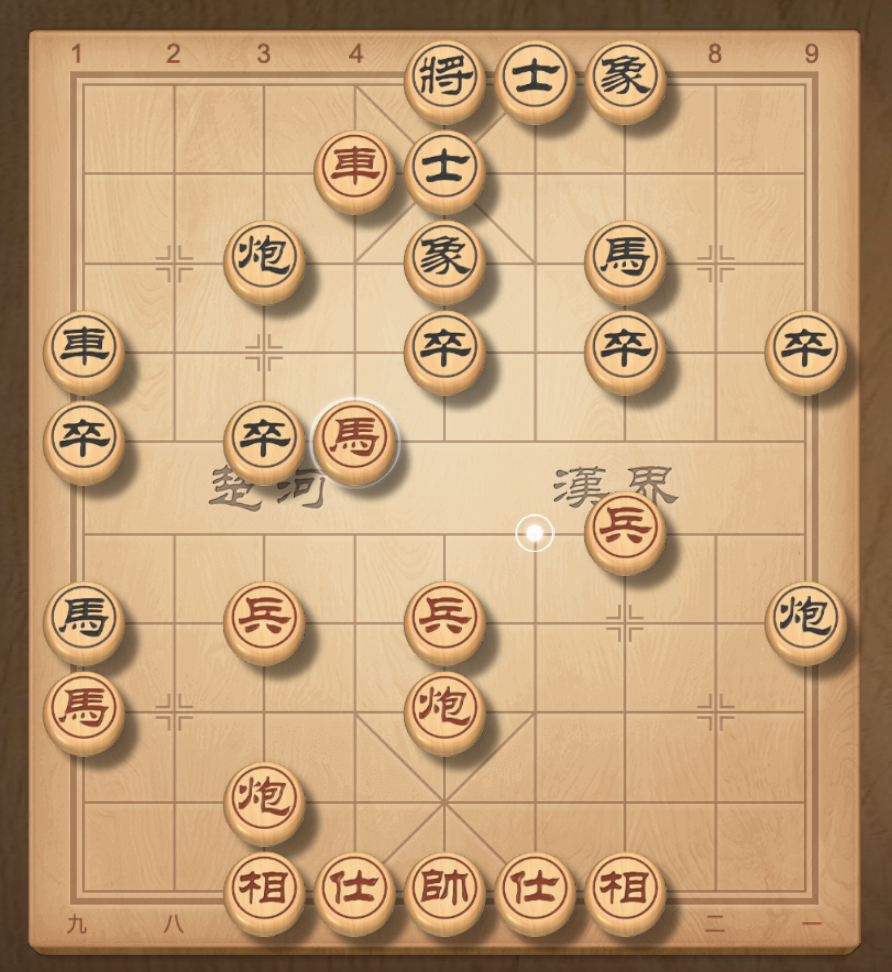 1 2 3 4 8 9
將 士 象
車 士
炮 象 馬
車 卒 卒 卒
卒 卒 馬
楚 河 漢 界
兵
馬 兵 兵 炮
馬 炮
炮
相 仕 帥 仕 相
九 八 二 一